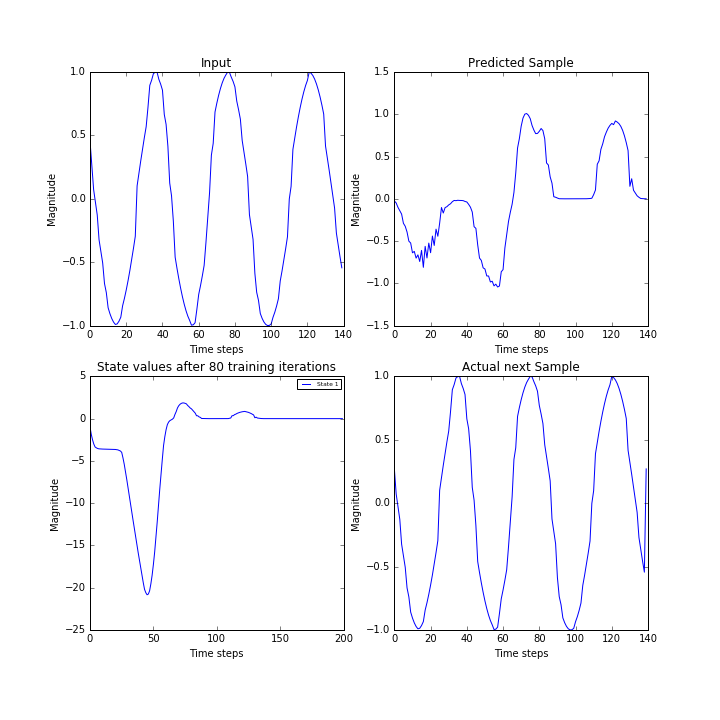 Input
Magnitude
1.0
0.5
0.0
−0.5
−1.0
0 20 40 60 80 100 120 140
Time steps
Predicted Sample
Magnitude
1.5
1.0
0.5
0.0
−0.5
−1.0
−1.5
0 20 40 60 80 100 120 140
Time steps
State values after 80 training iterations
State 1
Magnitude
5
0
−5
−10
−15
−20
−25
0 50 100 150 200
Time steps
Actual next Sample
Magnitude
1.0
0.5
0.0
−0.5
−1.0
0 20 40 60 80 100 120 140
Time steps